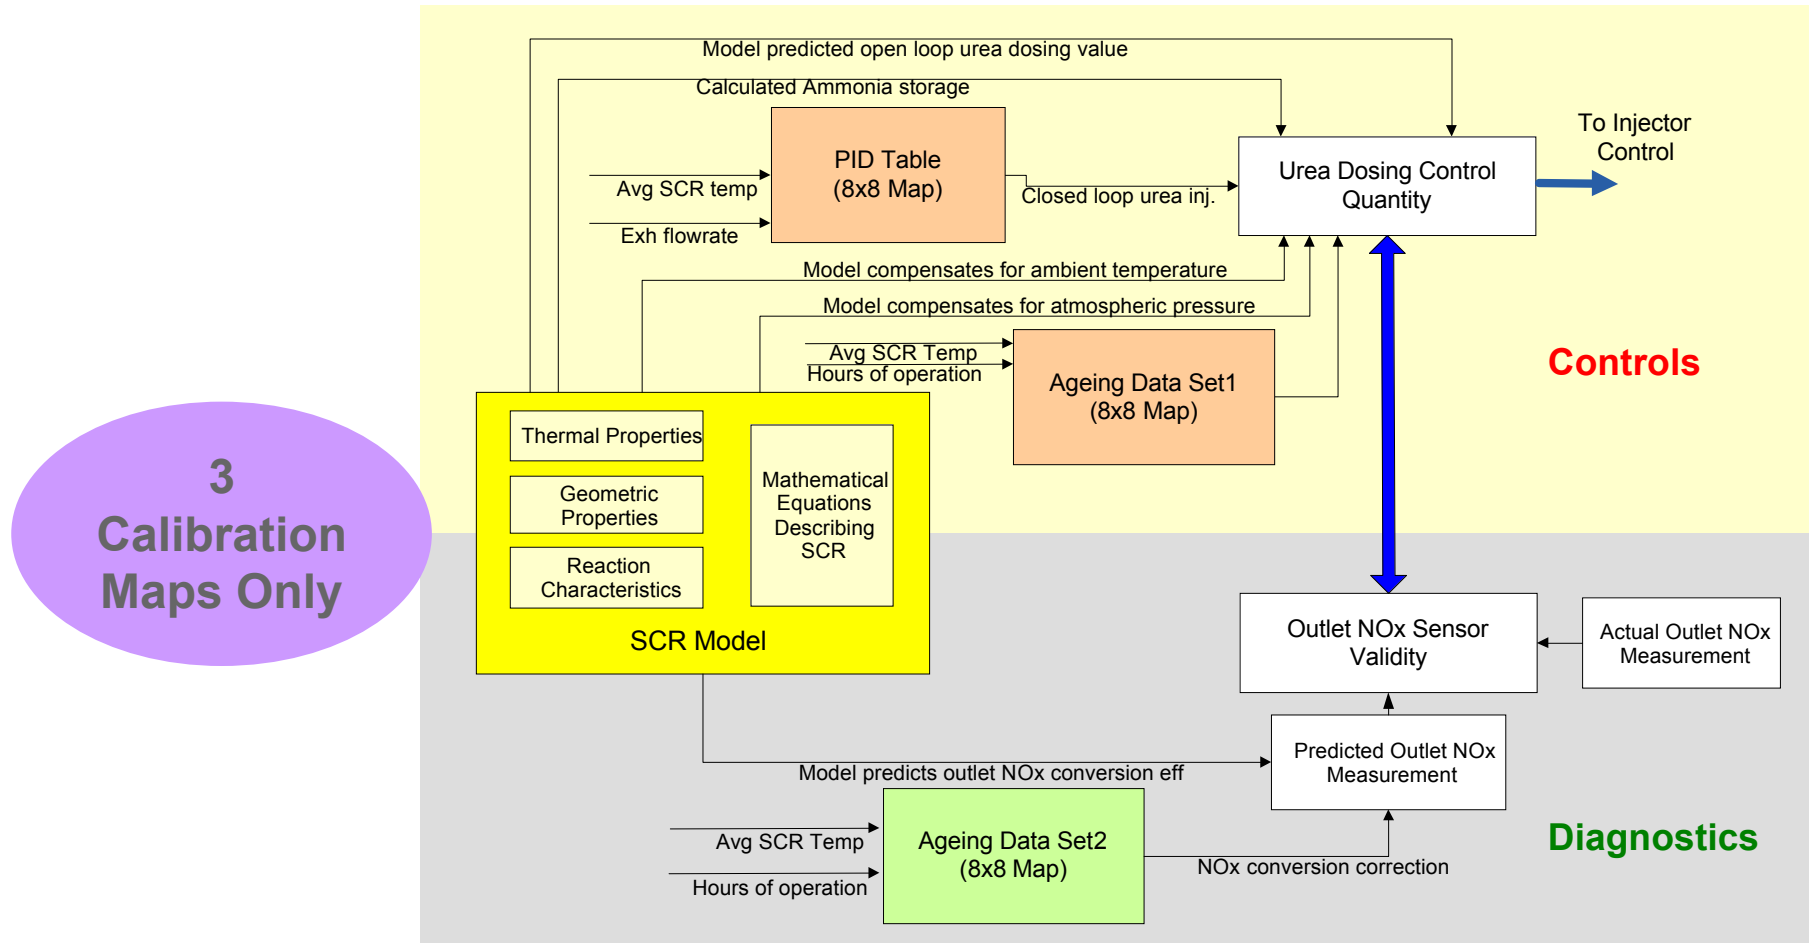 Model predicted open loop urea dosing value
Calculated Ammonia storage
PID Table
(8x8 Map)
Avg SCR temp
Exh flowrate
Closed loop urea inj.
Urea Dosing Control
Quantity
To Injector
Control
Model compensates for ambient temperature
Model compensates for atmospheric pressure
Avg SCR Temp
Hours of operation
Ageing Data Set1
(8x8 Map)
Controls
3
Calibration
Maps Only
Thermal Properties
Geometric
Properties
Reaction
Characteristics
Mathematical
Equations
Describing
SCR
SCR Model
Outlet NOx Sensor
Validity
Actual Outlet NOx
Measurement
Predicted Outlet NOx
Measurement
Model predicts outlet NOx conversion eff
Avg SCR Temp
Hours of operation
Ageing Data Set2
(8x8 Map)
NOx conversion correction
Diagnostics